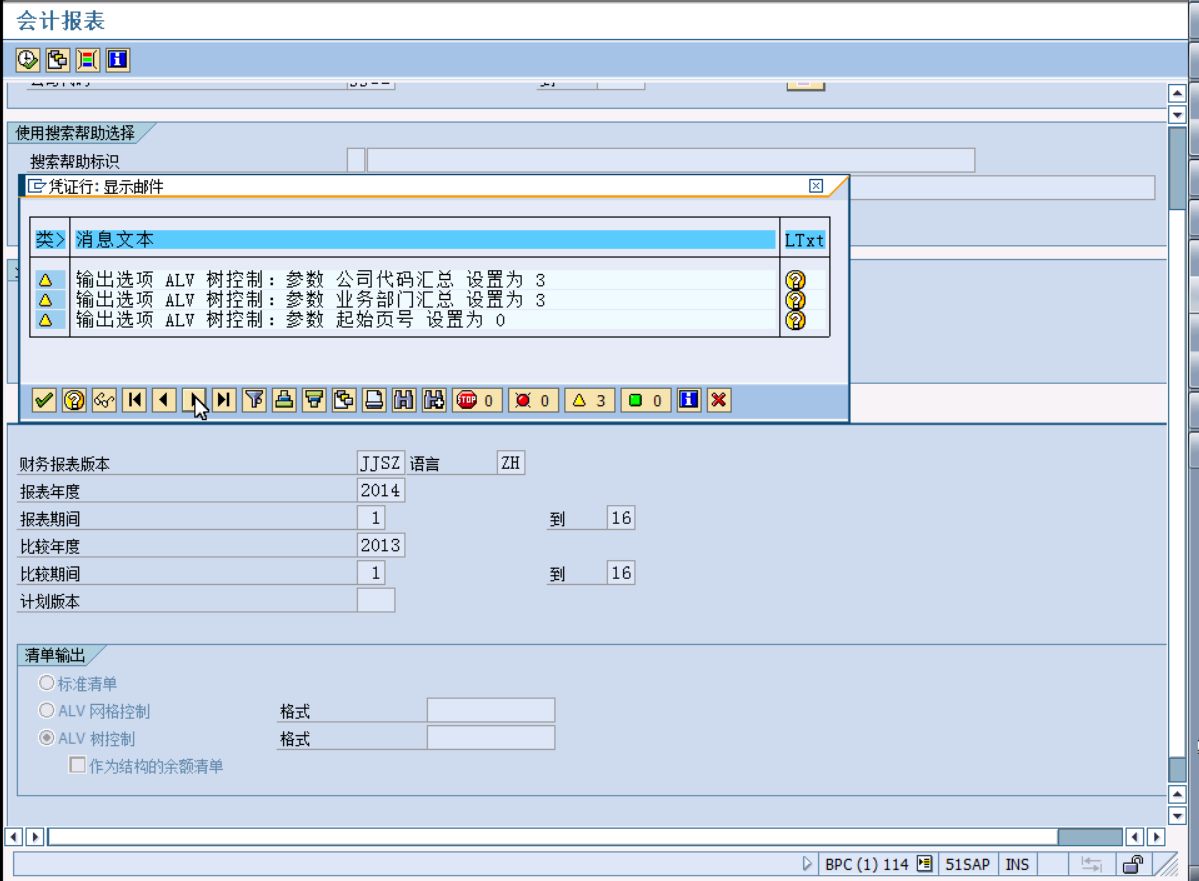 会计报表
使用搜索帮助选择
搜索帮助标识
凭证行: 显示邮件
类> 消息文本 LTxt
输出选项 ALV 树控制: 参数 公司代码汇总 设置为 3
输出选项 ALV 树控制: 参数 业务部门汇总 设置为 3
输出选项 ALV 树控制: 参数 起始页号 设置为 0
STOP 0 0 3 0
财务报表版本 JJSZ 语言 ZH
报表年度 2014
报表期间 1 到 16
比较年度 2013
比较期间 1 到 16
计划版本
清单输出
标准清单
ALV 网格控制 格式
ALV 树控制 格式
作为结构的余额清单
BPC (1) 114 51SAP INS